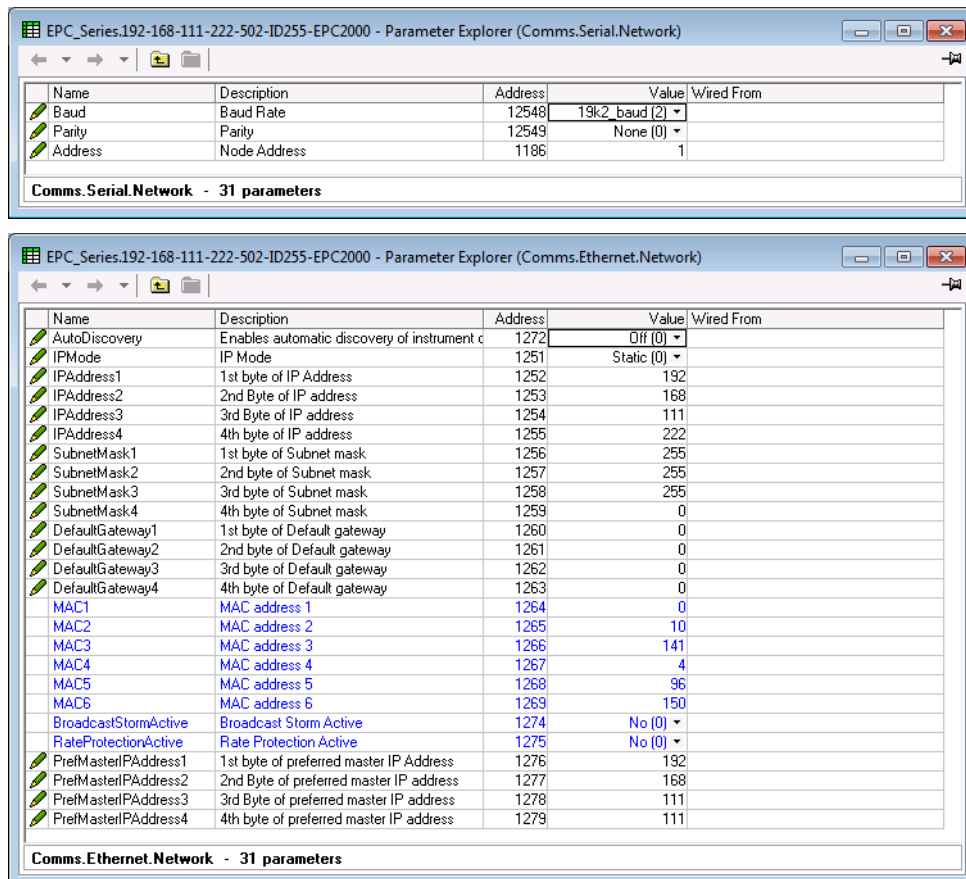 EPC_Series.192-168-111-222-502-ID255-EPC2000 - Parameter Explorer (Comms.Serial.Network)
Name Description Address Value Wired From
Baud Baud Rate 12548 19k2_baud (2)
Parity Parity 12549 None (0)
Address Node Address 1186 1
Comms.Serial.Network - 31 parameters
EPC_Series.192-168-111-222-502-ID255-EPC2000 - Parameter Explorer (Comms.Ethernet.Network)
Name Description Address Value Wired From
AutoDiscovery Enables automatic discovery of instrument c 1272 Off (0)
IPMode IP Mode 1251 Static (0)
IPAddress1 1st byte of IP Address 1252 192
IPAddress2 2nd Byte of IP address 1253 168
IPAddress3 3rd Byte of IP address 1254 111
IPAddress4 4th byte of IP address 1255 222
SubnetMask1 1st byte of Subnet mask 1256 255
SubnetMask2 2nd byte of Subnet mask 1257 255
SubnetMask3 3rd byte of Subnet mask 1258 255
SubnetMask4 4th byte of Subnet mask 1259 0
DefaultGateway1 1st byte of Default gateway 1260 0
DefaultGateway2 2nd byte of Default gateway 1261 0
DefaultGateway3 3rd byte of Default gateway 1262 0
DefaultGateway4 4th byte of Default gateway 1263 0
MAC1 MAC address 1 1264 0
MAC2 MAC address 2 1265 10
MAC3 MAC address 3 1266 141
MAC4 MAC address 4 1267 4
MAC5 MAC address 5 1268 96
MAC6 MAC address 6 1269 150
BroadcastStormActive Broadcast Storm Active 1274 No (0)
RateProtectionActive Rate Protection Active 1275 No (0)
PrefMasterIPAddress1 1st byte of preferred master IP Address 1276 192
PrefMasterIPAddress2 2nd Byte of preferred master IP address 1277 168
PrefMasterIPAddress3 3rd Byte of preferred master IP address 1278 111
PrefMasterIPAddress4 4th byte of preferred master IP address 1279 111
Comms.Ethernet.Network - 31 parameters